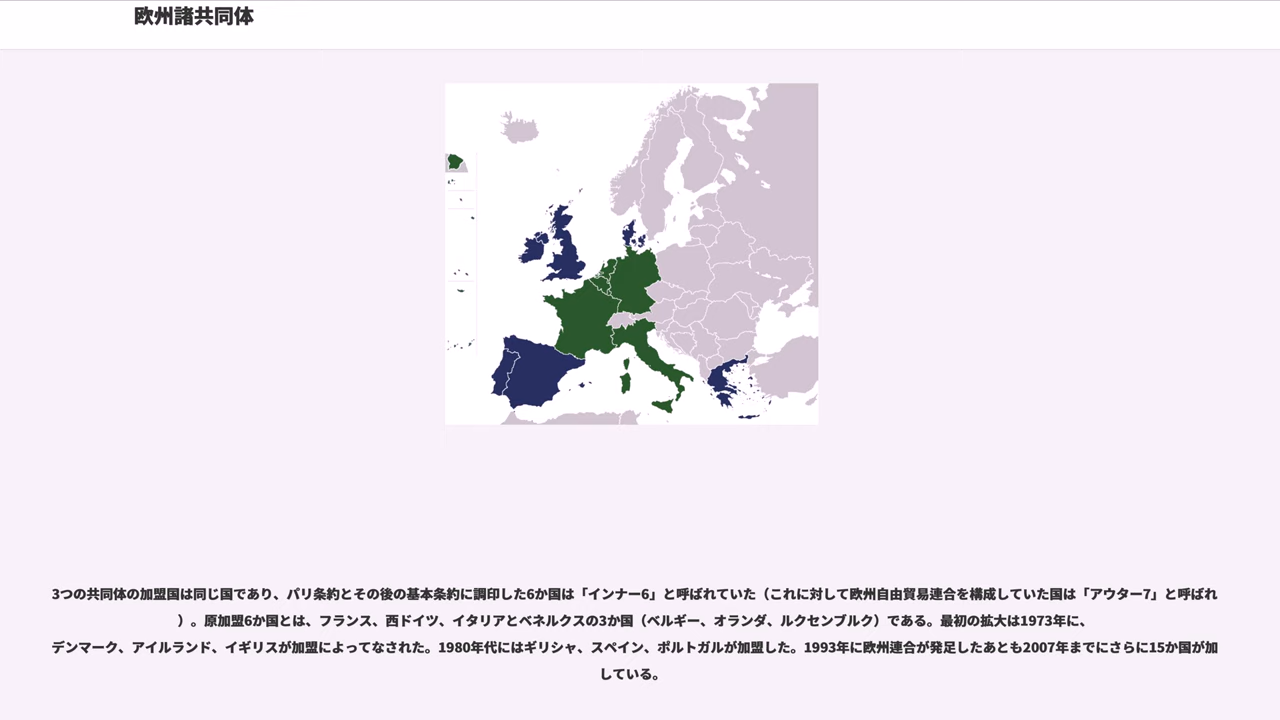 欧州諸共同体
3つの共同体の加盟国は同じ国であり、パリ条約とその後の基本条約に調印した6か国は「インナー6」と呼ばれていた（これに対して欧州自由貿易連合を構成していた国は「アウター7」と呼ばれ
）。原加盟6か国とは、フランス、西ドイツ、イタリアとベネルクスの3か国（ベルギー、オランダ、ルクセンブルク）である。最初の拡大は1973年に、
デンマーク、アイルランド、イギリスが加盟によってなされた。1980年代にはギリシャ、スペイン、ポルトガルが加盟した。1993年に欧州連合が発足したあとも2007年までにさらに15か国が加
している。